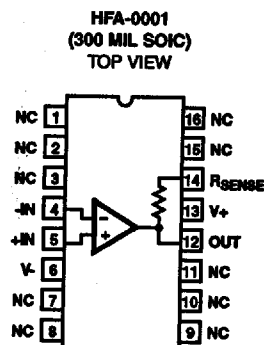 HFA-0001
(300 MIL SOIC)
TOP VIEW
NC 1 16 NC
NC 2 15 NC
NC 3 14 RSENSE
-IN 4 - 13 V+
+IN 5 + 12 OUT
V- 6 11 NC
NC 7 10 NC
NC 8 9 NC